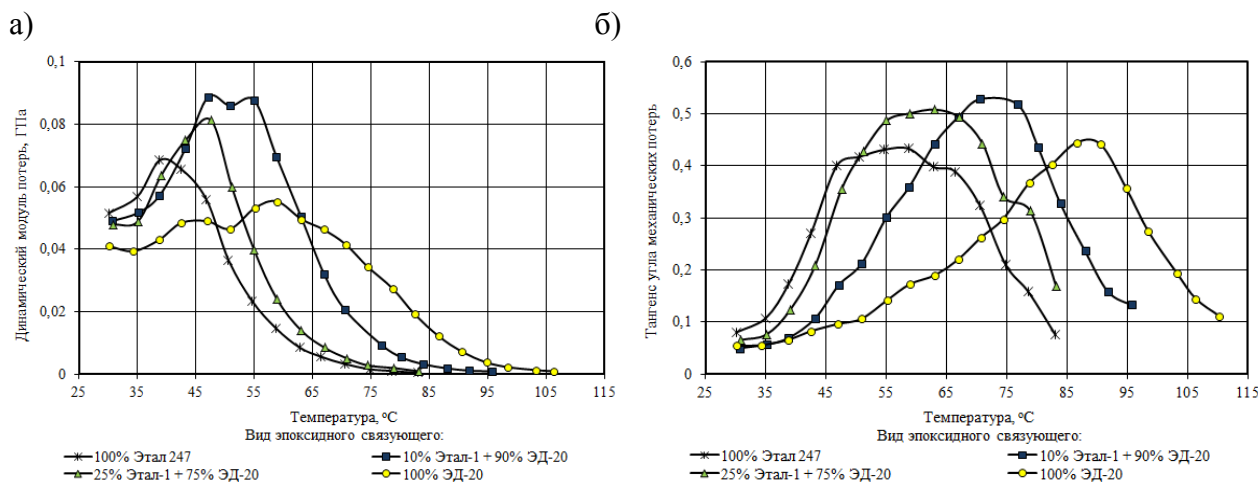 а)
б)
Динамический модуль потерь, ГПа
0,1
0,08
0,06
0,04
0,02
0
25 35 45 55 65 75 85 95 105 115
Температура, °С
Вид эпоксидного связующего:
100% Этал 247
10% Этал-1 + 90% ЭД-20
25% Этал-1 + 75% ЭД-20
100% ЭД-20
Тангенс угла механических потерь
0,6
0,5
0,4
0,3
0,2
0,1
0
25 35 45 55 65 75 85 95 105 115
Температура, °С
Вид эпоксидного связующего:
100% Этал 247
10% Этал-1 + 90% ЭД-20
25% Этал-1 + 75% ЭД-20
100% ЭД-20